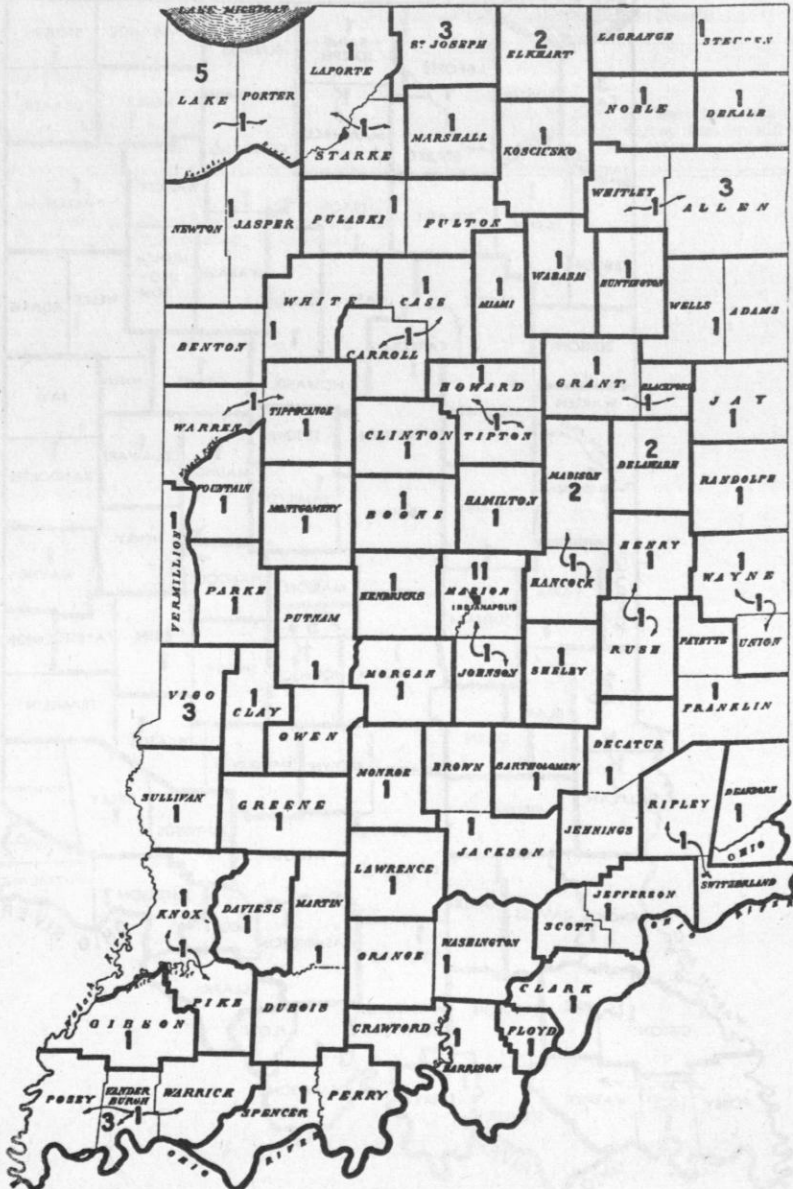 LAKE MICHIGAN
3
ST. JOSEPH
2
ELKHART
LAGRANGE
1
STEUBEN
LAPORTE
5
LAKE
PORTER
1
1
STARKE
1
MARSHALL
1
KOSCIUSKO
1
NOBLE
1
DEKALB
WHITLEY
1
3
ALLEN
NEWTON
1
JASPER
PULASKI
1
FULTON
WHITE
1
CASS
1
CARROLL
1
MIAMI
1
WABASH
1
HUNTINGTON
WELLS
1
ADAMS
BENTON
1
1
HOWARD
1
GRANT
BLACKFORD
1
JAY
1
WARREN
1
TIPPECANOE
1
CLINTON
1
1
TIPTON
MADISON
2
2
DELAWARE
RANDOLPH
1
FOUNTAIN
1
MONTGOMERY
1
1
BOONE
HAMILTON
1
1
VERMILLION
PARKE
1
PUTNAM
1
1
HENDRICKS
11
MARION
INDIANAPOLIS
1
HANCOCK
HENRY
1
1
WAYNE
1
1
RUSH
FAYETTE
UNION
VIGO
3
1
CLAY
OWEN
MORGAN
1
1
JOHNSON
1
SHELBY
1
FRANKLIN
DECATUR
1
SULLIVAN
1
GREENE
1
MONROE
1
BROWN
BARTHOLOMEW
1
JENNINGS
RIPLEY
1
DEARBORN
1
OHIO
1
JACKSON
LAWRENCE
1
1
KNOX
1
DAVIESS
1
MARTIN
1
JEFFERSON
1
SCOTT
SWITZERLAND
OHIO RIVER
ORANGE
WASHINGTON
1
CLARK
PIKE
DUBOIS
GIBSON
1
CRAWFORD
1
HARRISON
FLOYD
1
POSEY
VANDER
BURGH
3
1
WARRICK
1
SPENCER
PERRY
OHIO RIVER